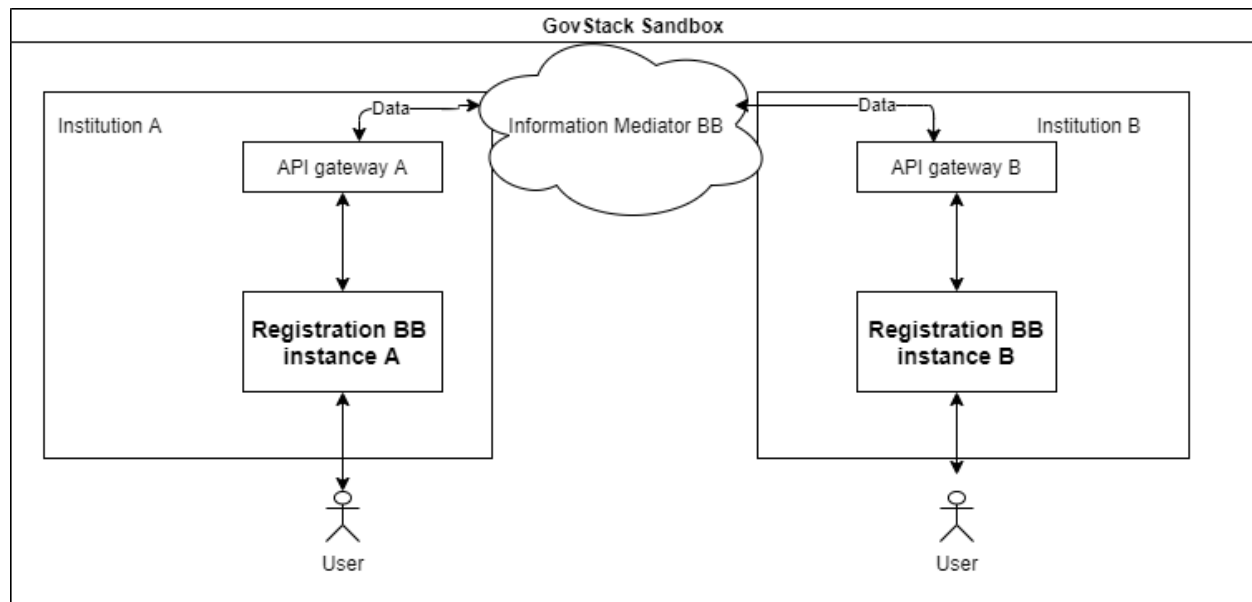 GovStack Sandbox
Data
Data
Institution A
Information Mediator BB
Institution B
API gateway A
API gateway B
Registration BB
instance A
Registration BB
instance B
User
User